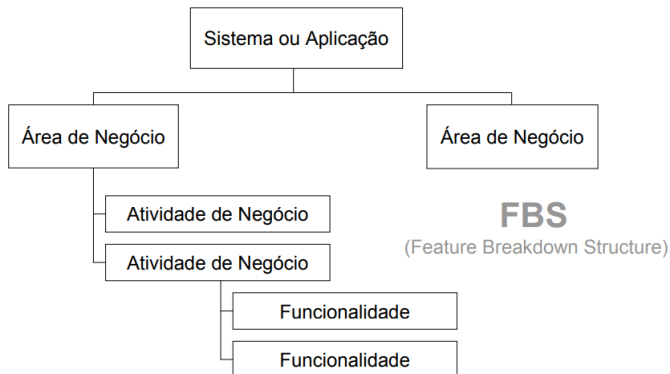 Sistema ou Aplicação
Área de Negócio
Área de Negócio
Atividade de Negócio
FBS
(Feature Breakdown Structure)
Atividade de Negócio
Funcionalidade
Funcionalidade